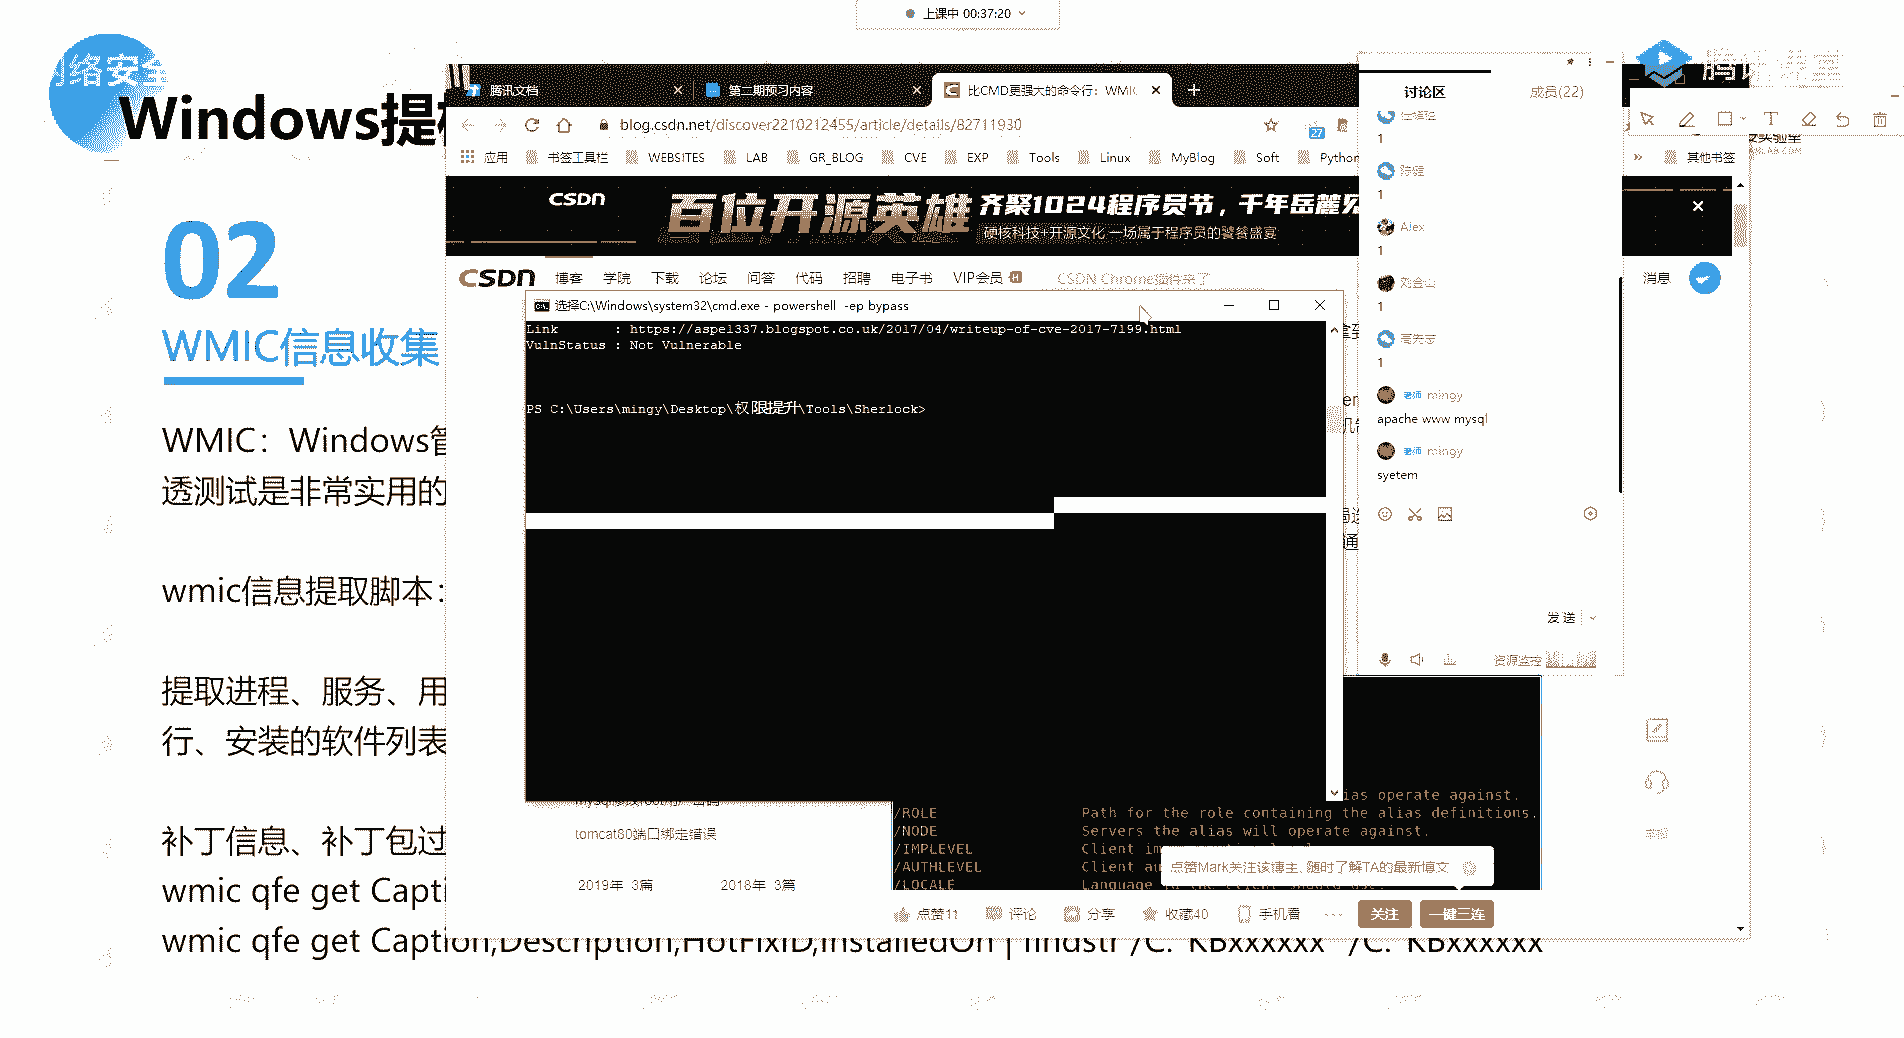 上课中 00:37:20
Windows提
02
WMIC信息收集
WMIC：Windows管
透测试是非常实用的
wmic信息提取脚本：
提取进程、服务、用
行、安装的软件列表
补丁信息、补丁包过
wmic qfe get Capti
wmic qfe get Caption,Description,HotFixID,InstalledOn | findstr /C:"KBxxxxxx" /C:"KBxxxxxx"
腾讯文档
第二期预习内容
比CMD更强大的命令行：WMIC
blog.csdn.net/discover2210212455/article/details/82711930
27
应用 书签工具栏 WEBSITES LAB GR_BLOG CVE EXP Tools Linux MyBlog Soft Python
» 其他书签
CSDN 百位开源英雄 齐聚1024程序员节，千年岳麓见
硬核科技+开源文化 一场属于程序员的饕餮盛宴
CSDN 博客 学院 下载 论坛 问答 代码 招聘 电子书 VIP会员 CSDN Chrome插件来了
消息
选择C:\Windows\system32\cmd.exe - powershell -ep bypass
Link : https://aspe1337.blogspot.co.uk/2017/04/writeup-of-cve-2017-7199.html
VulnStatus : Not Vulnerable
PS C:\Users\mingy\Desktop\权限提升\Tools\Sherlock>
tomcat80端口绑定错误
2019年 3篇 2018年 3篇
ias operate against.
/ROLE Path for the role containing the alias definitions.
/NODE Servers the alias will operate against.
/IMPLEVEL Client im
/AUTHLEVEL Client au
/LOCALE Language
点赞Mark关注该博主, 随时了解TA的最新博文
点赞11 评论 分享 收藏40 手机看 ··· 关注 一键三连
讨论区 成员(22)
1
陈健
1
Alex
1
1
1
老师 mingy
apache www mysql
老师 mingy
syetem
发送
资源监控